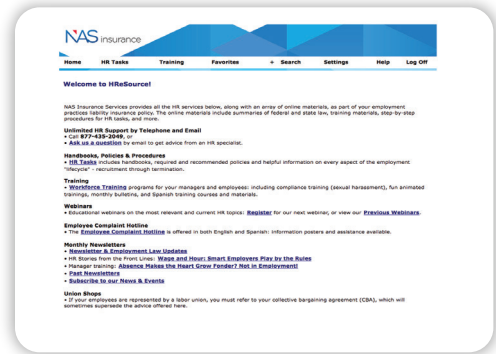 NAS insurance
Home HR Tasks Training Favorites + Search Settings Help Log Off
Welcome to HReSource!
NAS Insurance Services provides all the HR services below, along with an array of online materials, as part of your employment
practices liability insurance policy. The online materials include summaries of federal and state law, training materials, step-by-step
procedures for HR tasks, and more.
Unlimited HR Support by Telephone and Email
• Call 877-435-2049, or
• Ask us a question by email to get advice from an HR specialist.
Handbooks, Policies & Procedures
• HR Tasks includes handbooks, required and recommended policies and helpful information on every aspect of the employment
"lifecycle" - recruitment through termination.
Training
• Workforce Training programs for your managers and employees: including compliance training (sexual harassment), fun animated
trainings, monthly bulletins, and Spanish training courses and materials.
Webinars
• Educational webinars on the most relevant and current HR topics: Register for our next webinar, or view our Previous Webinars.
Employee Complaint Hotline
• The Employee Complaint Hotline is offered in both English and Spanish: information posters and assistance available.
Monthly Newsletters
• Newsletter & Employment Law Updates
• HR Stories from the Front Lines: Wage and Hour: Smart Employers Play by the Rules
• Manager training: Absence Makes the Heart Grow Fonder? Not in Employment!
• Past Newsletters
• Subscribe to our News & Events
Union Shops
• If your employees are represented by a labor union, you must refer to your collective bargaining agreement (CBA), which will
sometimes supersede the advice offered here.